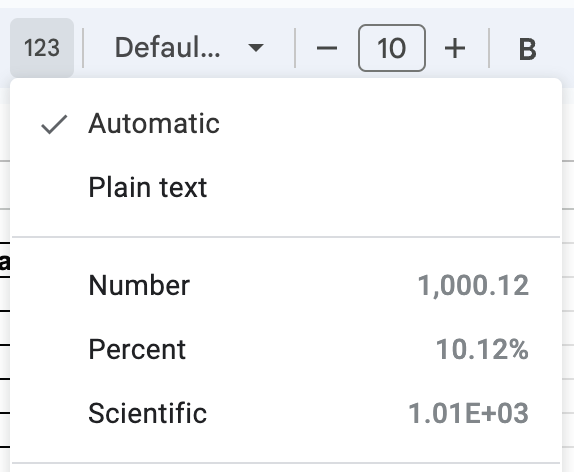 123 Defaul... 10 B
Automatic
Plain text
a
Number 1,000.12
Percent 10.12%
Scientific 1.01E+03